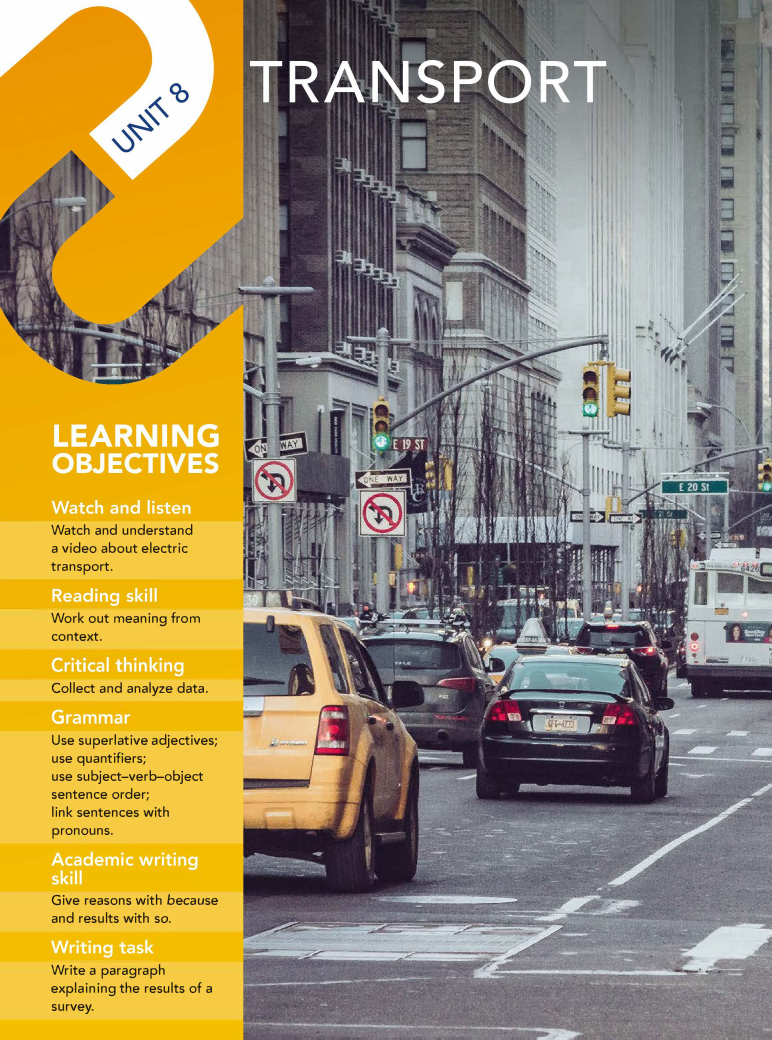 UNIT 8
TRANSPORT
LEARNING
OBJECTIVES
Watch and listen
Watch and understand
a video about electric
transport.
Reading skill
Work out meaning from
context.
Critical thinking
Collect and analyze data.
Grammar
Use superlative adjectives;
use quantifiers;
use subject–verb–object
sentence order;
link sentences with
pronouns.
Academic writing
skill
Give reasons with because
and results with so.
Writing task
Write a paragraph
explaining the results of a
survey.
ONE WAY
E 19 ST
ONE WAY
E 20 St